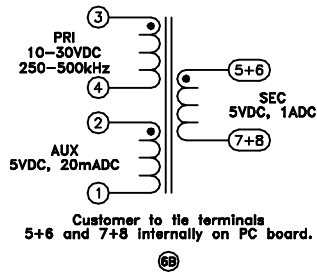 3
PRI
10-30VDC
250-500kHz
4
5+6
SEC
5VDC, 1ADC
7+8
2
AUX
5VDC, 20mADC
1
Customer to tie terminals
5+6 and 7+8 internally on PC board.
6B